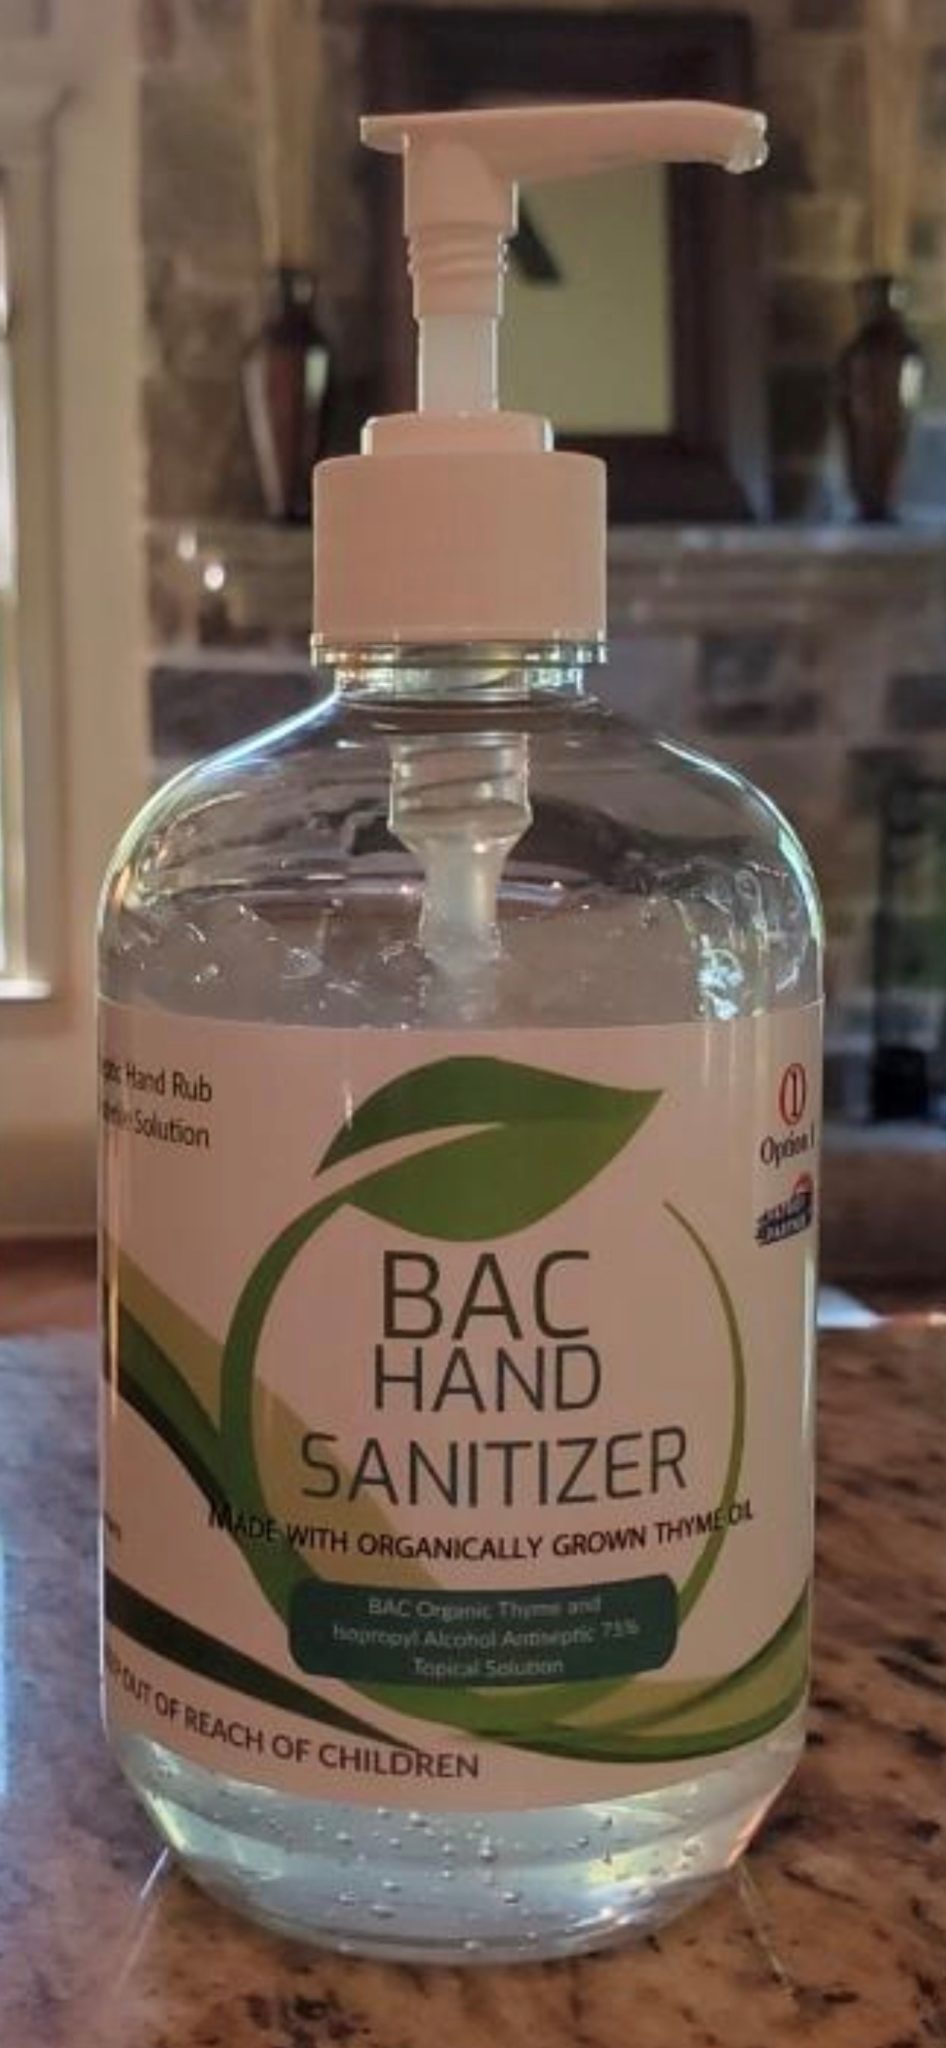 Hand Rub
Solution
Option 1
BAC
HAND
SANITIZER
MADE WITH ORGANICALLY GROWN THYME OIL
BAC Organic Thyme and
Isopropyl Alcohol Antiseptic 75%
Topical Solution
OUT OF REACH OF CHILDREN